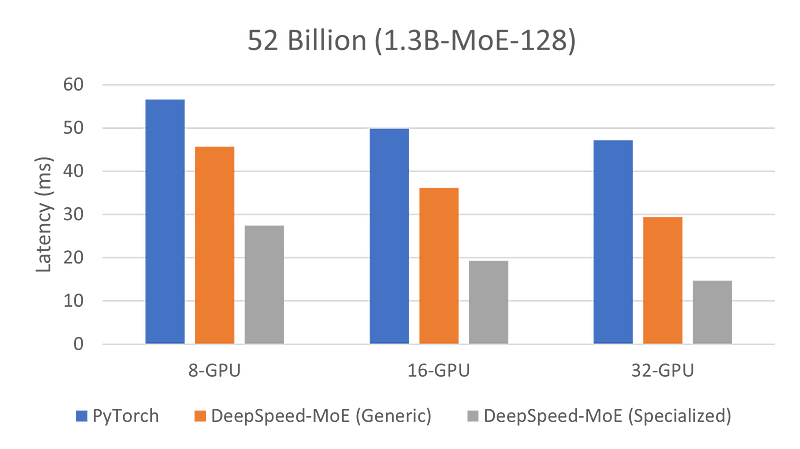 52 Billion (1.3B-MoE-128)
60
50
40
30
20
10
0
Latency (ms)
8-GPU 16-GPU 32-GPU
PyTorch DeepSpeed-MoE (Generic) DeepSpeed-MoE (Specialized)